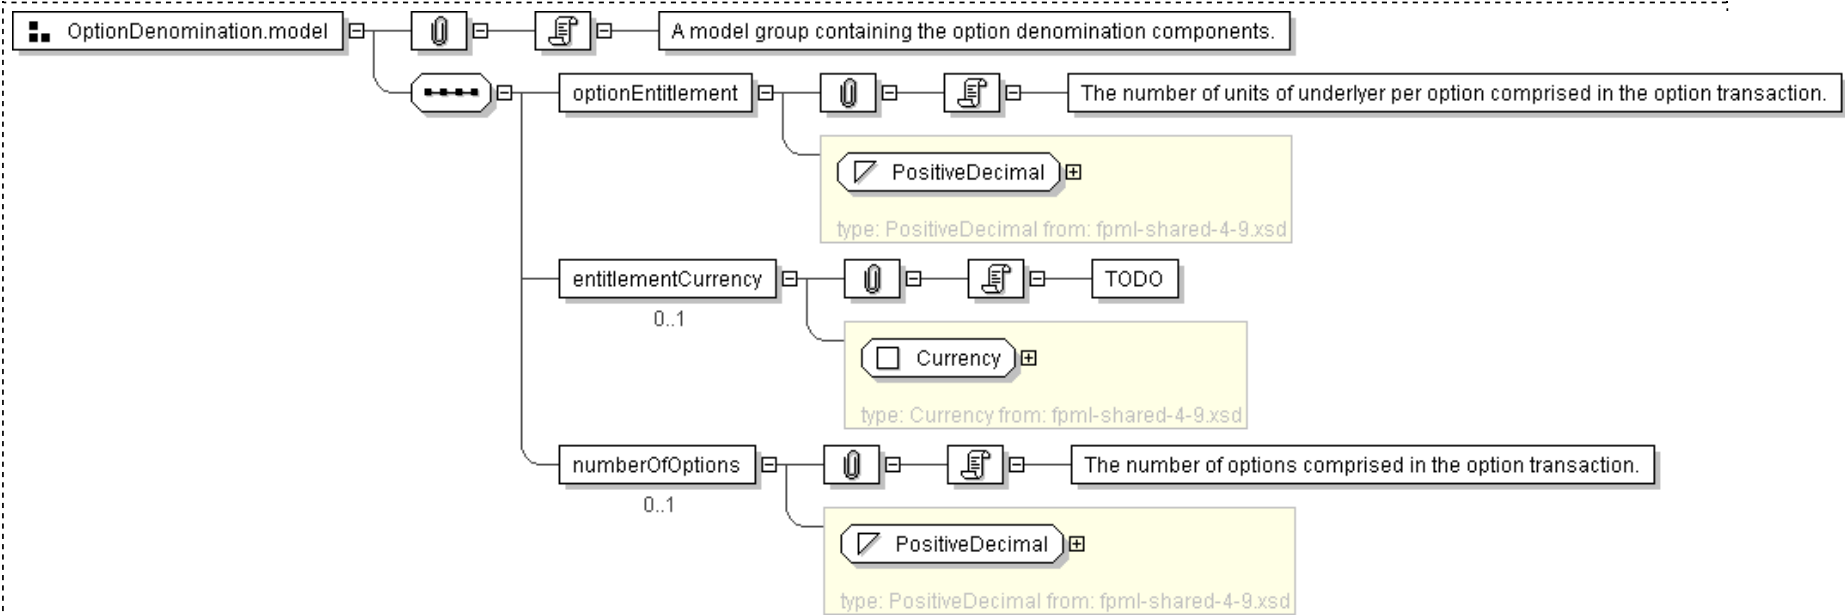 OptionDenomination.model
A model group containing the option denomination components.
optionEntitlement
The number of units of underlyer per option comprised in the option transaction.
PositiveDecimal
type: PositiveDecimal from: fpml-shared-4-9.xsd
entitlementCurrency
TODO
0..1
Currency
type: Currency from: fpml-shared-4-9.xsd
numberOfOptions
The number of options comprised in the option transaction.
0..1
PositiveDecimal
type: PositiveDecimal from: fpml-shared-4-9.xsd